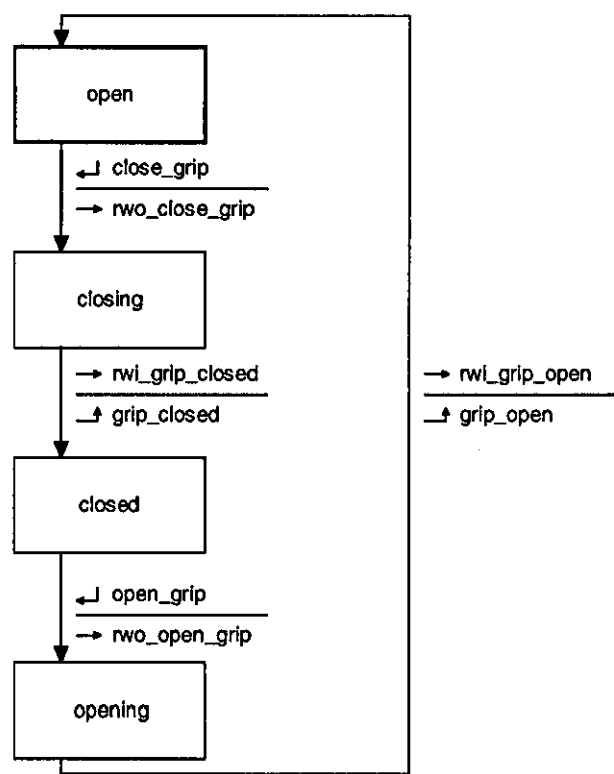 open
close_grip
rwo_close_grip
closing
rwi_grip_closed
grip_closed
rwi_grip_open
grip_open
closed
open_grip
rwo_open_grip
opening